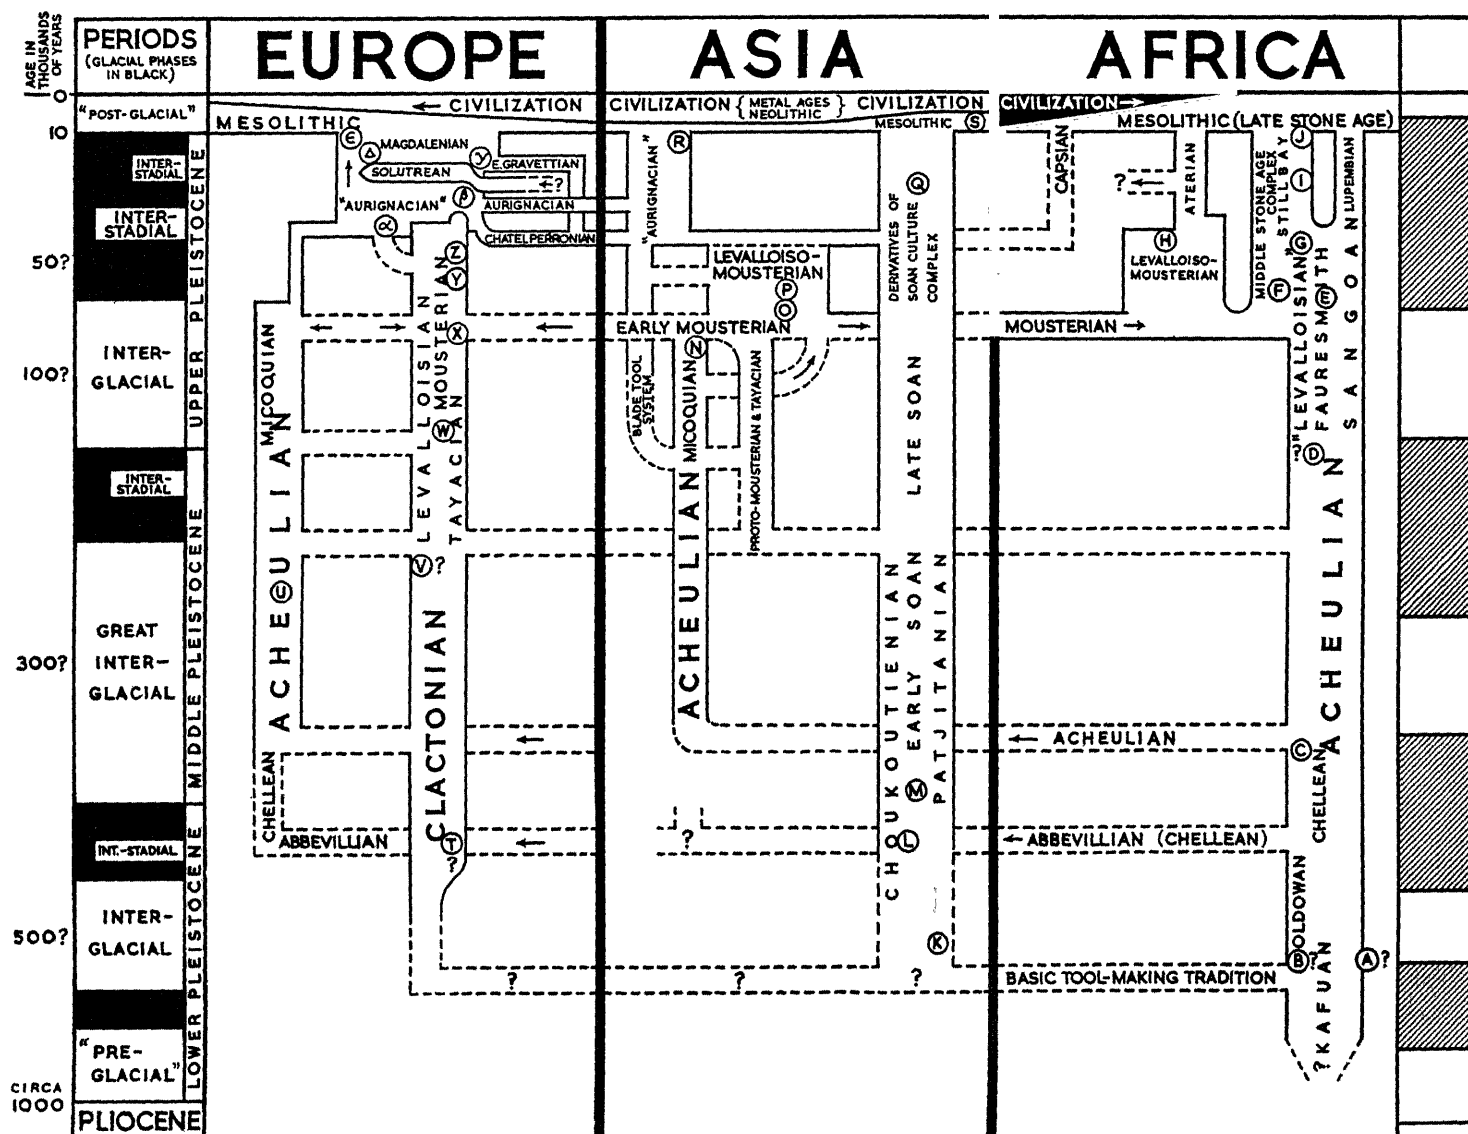 AGE IN
THOUSANDS
OF YEARS
PERIODS
(GLACIAL PHASES
IN BLACK)
EUROPE
ASIA
AFRICA
0
"POST-GLACIAL"
10
INTER-
STADIAL
INTER-
STADIAL
50?
INTER-
GLACIAL
100?
INTER-
STADIAL
GREAT
INTER-
GLACIAL
300?
INT.-STADIAL
INTER-
GLACIAL
500?
"PRE-
GLACIAL"
CIRCA
1000
PLIOCENE
UPPER PLEISTOCENE
MIDDLE PLEISTOCENE
LOWER PLEISTOCENE
← CIVILIZATION
MESOLITHIC
E
Δ
MAGDALENIAN
γ
E.GRAVETTIAN
SOLUTREAN
←?
β
AURIGNACIAN
"AURIGNACIAN"
α
CHATELPERRONIAN
Z
Y
X
W
V?
U
T
?
MICOQUIAN
ACHEULIAN
CHELLEAN
ABBEVILLIAN
LEVALLOISIAN
MOUSTERIAN
TAYACIAN
CLACTONIAN
?
CIVILIZATION { METAL AGES } CIVILIZATION
NEOLITHIC
MESOLITHIC S
"AURIGNACIAN"
R
Q
DERIVATIVES OF
SOAN CULTURE
COMPLEX
LEVALLOISO-
MOUSTERIAN
P
O
EARLY MOUSTERIAN
N
BLADE TOOL
SYSTEM
MICOQUIAN
ACHEULIAN
PROTO-MOUSTERIAN & TAYACIAN
LATE SOAN
CHOUKOUTIENIAN
EARLY SOAN
PATJITANIAN
M
L
K
?
?
?
CIVILIZATION →
MESOLITHIC (LATE STONE AGE)
CAPSIAN
?←
ATERIAN
H
LEVALLOISO-
MOUSTERIAN
MIDDLE STONE AGE
COMPLEX
STILLBAY
J
I
G
F
E
LUPEMBIAN
MOUSTERIAN →
"LEVALLOISIAN"
FAURESMITH
SANGOAN
?D
ACHEULIAN
← ACHEULIAN
C
CHELLEAN
← ABBEVILLIAN (CHELLEAN)
OLDOWAN
B?
A?
BASIC TOOL-MAKING TRADITION
?KAFUAN